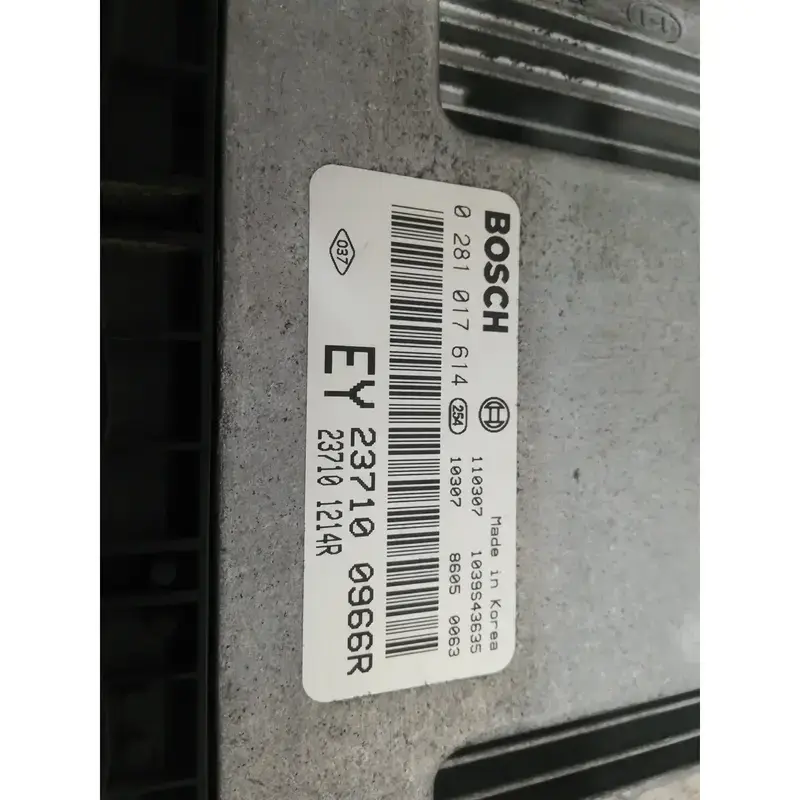 BOSCH
0 281 017 614 254
110307 1039S43635
Made in Korea
10307 8605 0063
037
EY 23710 0966R
23710 1214R